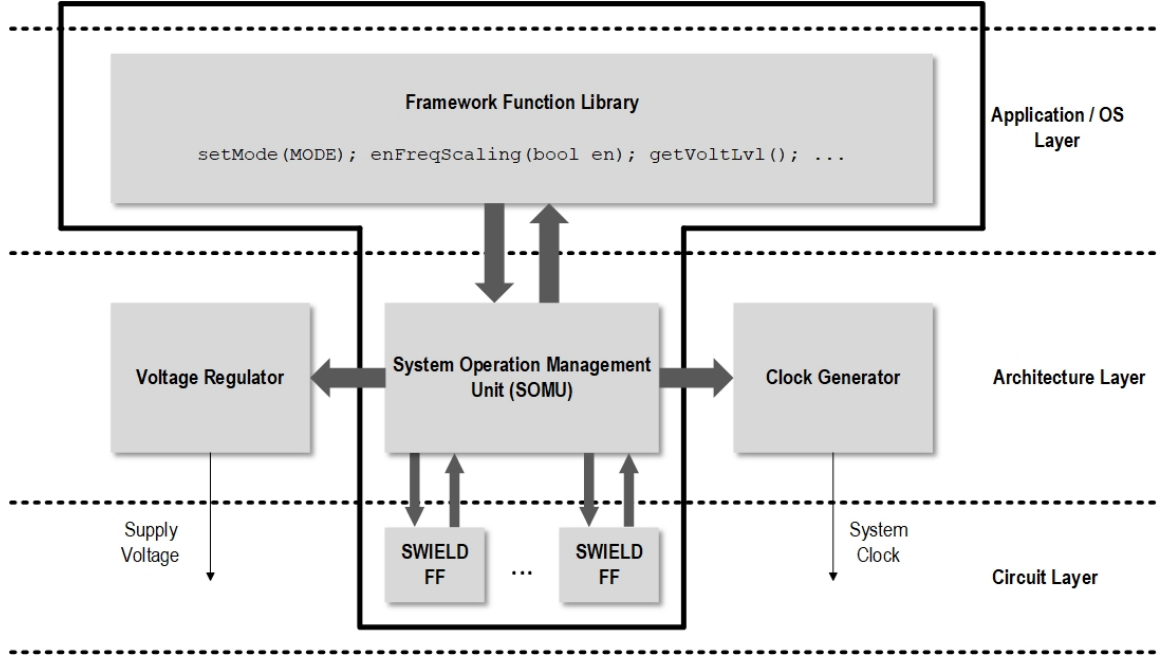 Framework Function Library
setMode(MODE); enFreqScaling(bool en); getVoltLvl(); ...
Application / OS
Layer
Voltage Regulator
System Operation Management
Unit (SOMU)
Clock Generator
Architecture Layer
Supply
Voltage
SWIELD
FF
...
SWIELD
FF
System
Clock
Circuit Layer